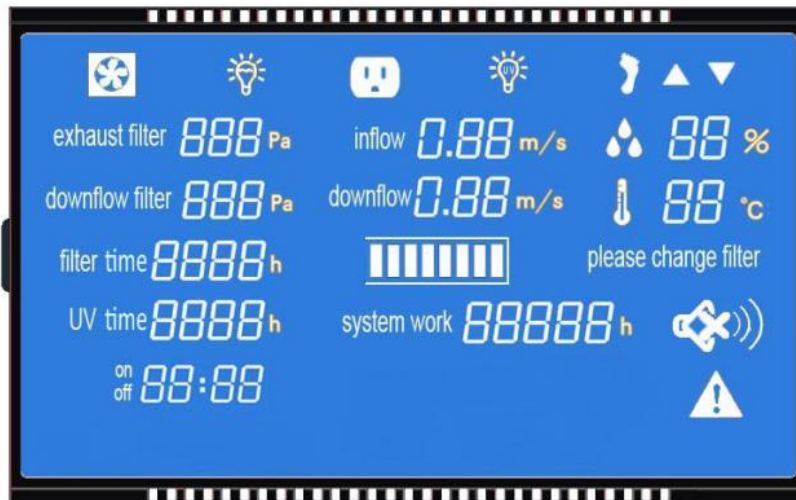 UV
exhaust filter 888 Pa inflow 0.88 m/s 88 %
downflow filter 888 Pa downflow 0.88 m/s 88 °C
filter time 8888 h please change filter
UV time 8888 h system work 88888 h
on
off 88:88